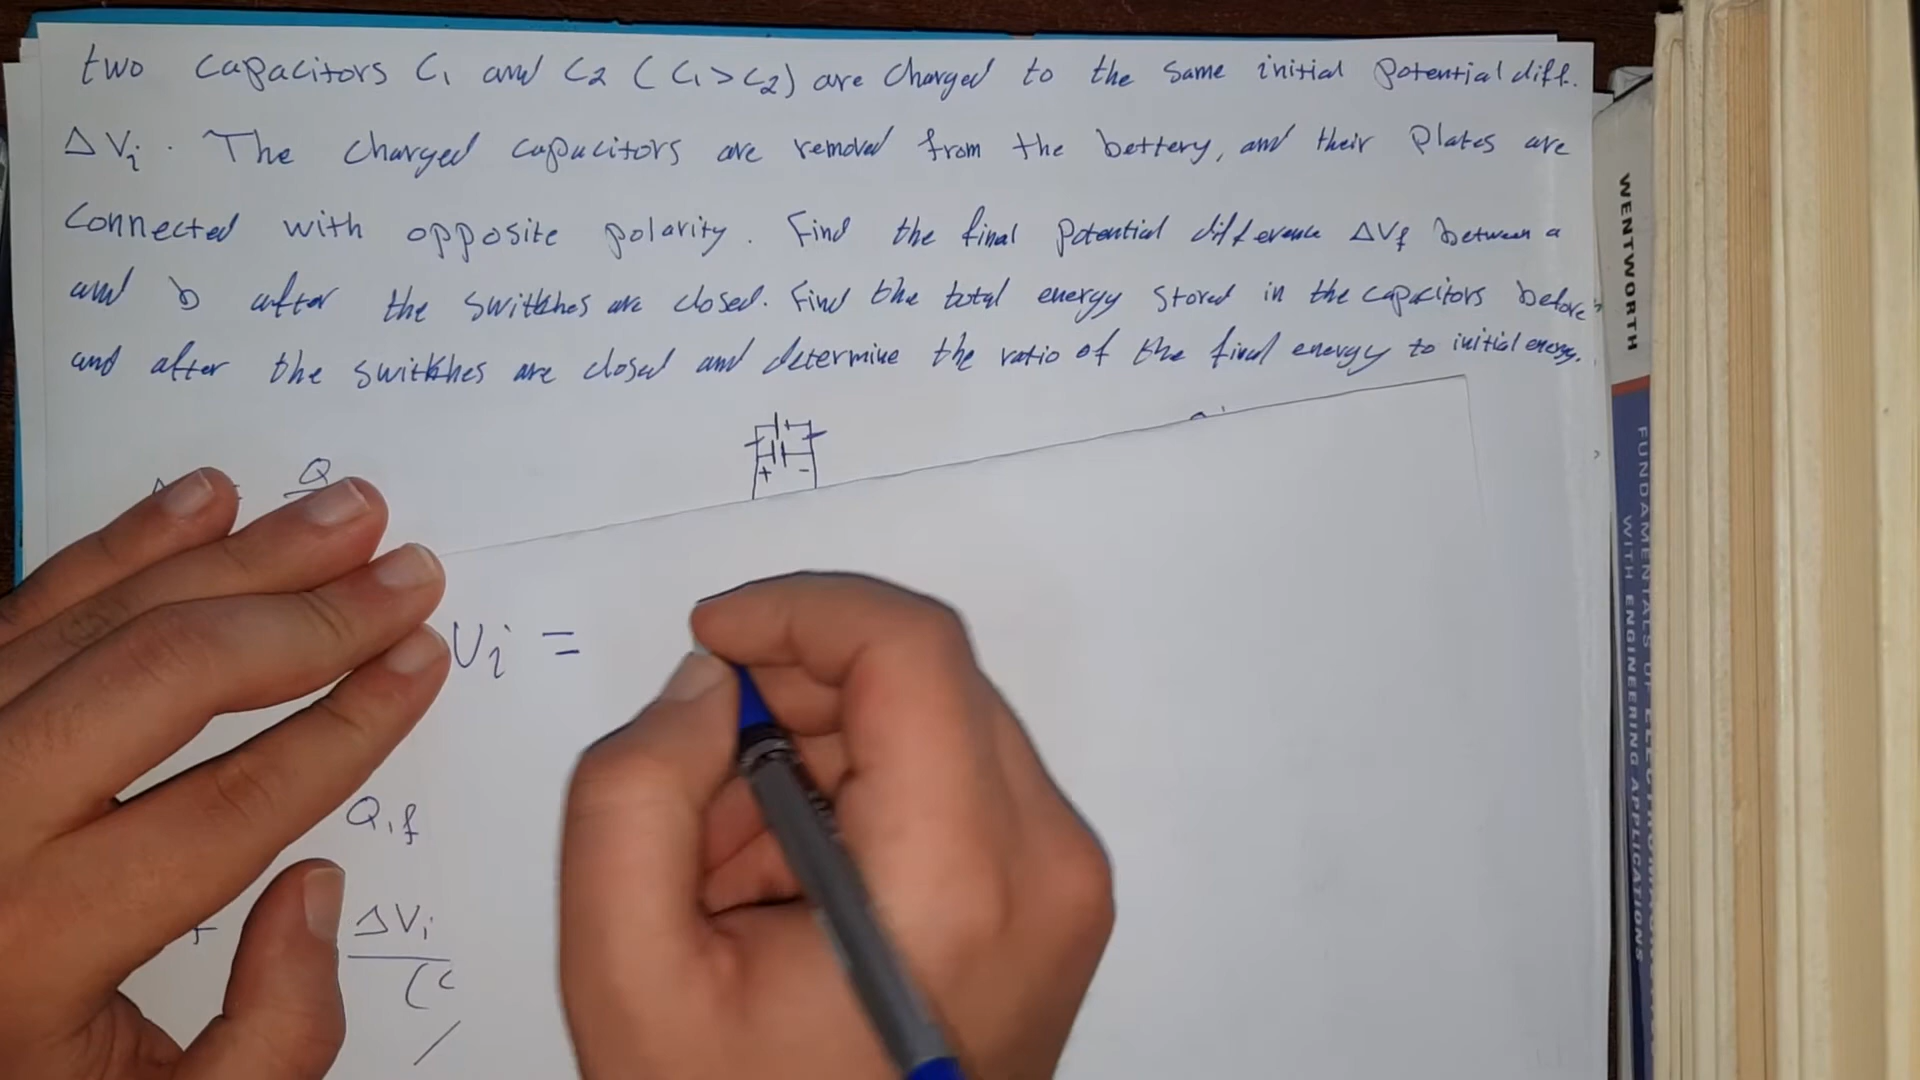 two capacitors C1 and C2 ( C1 > C2 ) are charged to the same initial potential diff.
ΔVi . The charged capacitors are removed from the bettery, and their plates are
connected with opposite polarity. Find the final potential difference ΔVf between a
and b after the switches are closed. Find the total energy stored in the capacitors before
and after the switches are closed and determine the ratio of the final energy to initial energy.
Q
+ -
Ui =
Q1f
ΔVi
(C
WENTWORTH
FUNDAMENTALS OF
WITH ENGINEERING APPLICATIONS